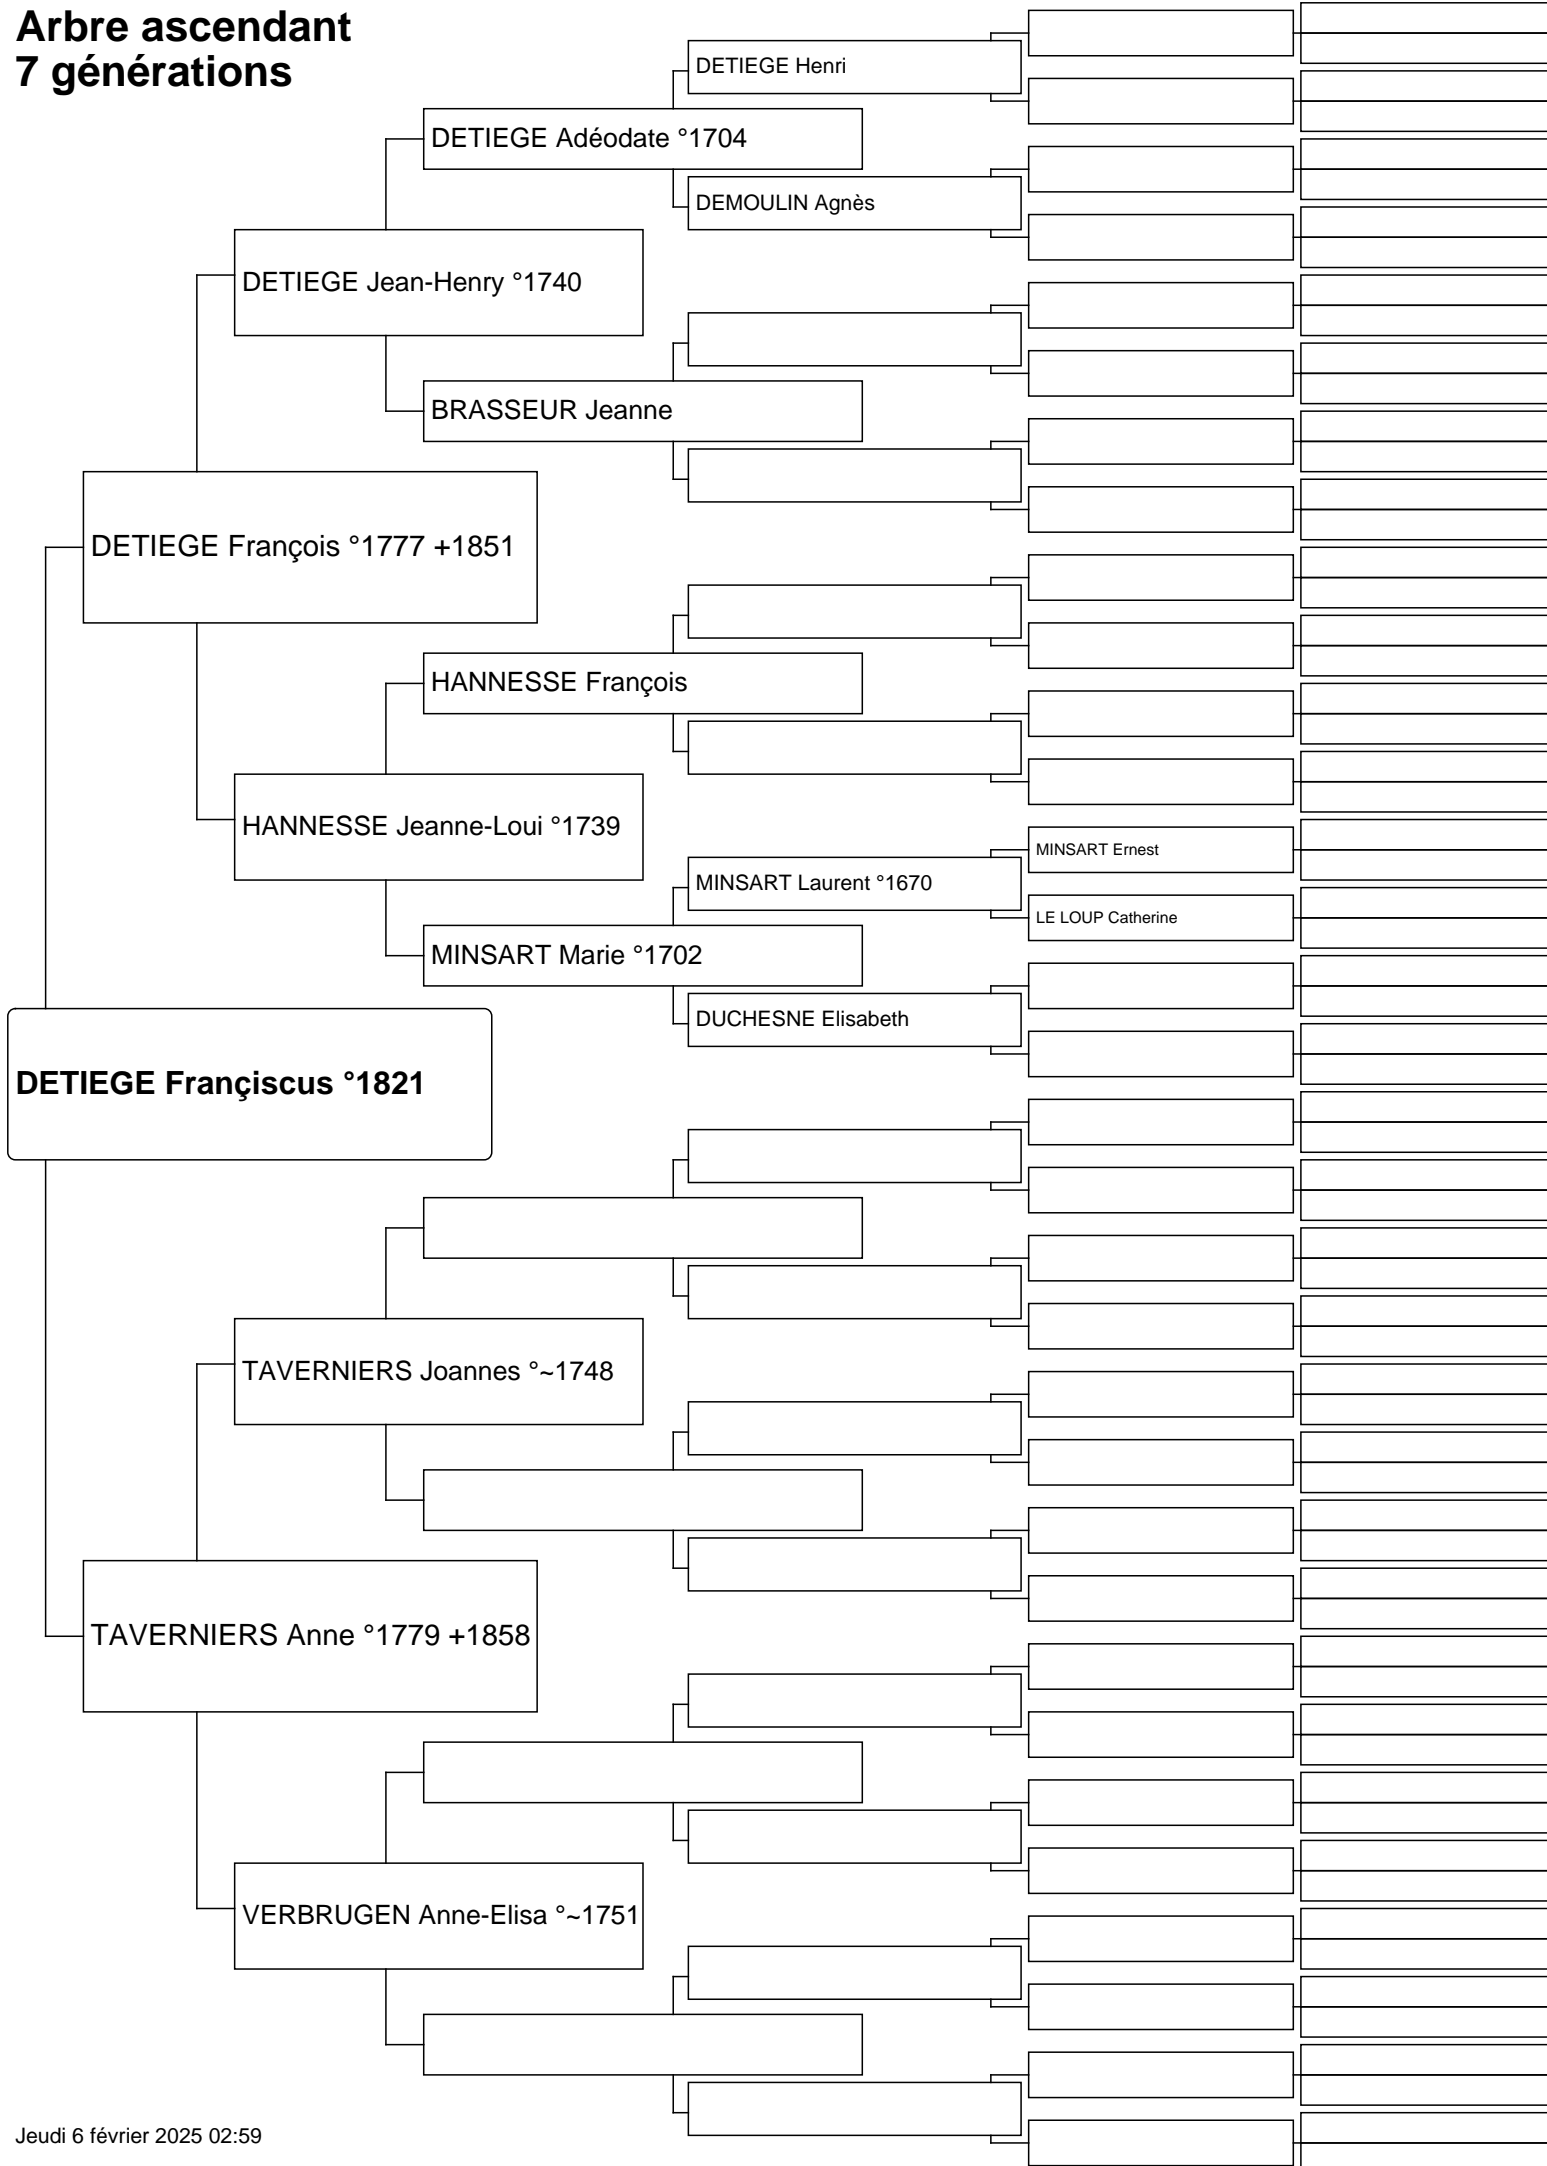 Arbre ascendant
7 générations
DETIEGE Henri
DETIEGE Adéodate °1704
DEMOULIN Agnès
DETIEGE Jean-Henry °1740
BRASSEUR Jeanne
DETIEGE François °1777 +1851
HANNESSE François
HANNESSE Jeanne-Loui °1739
MINSART Ernest
MINSART Laurent °1670
LE LOUP Catherine
MINSART Marie °1702
DUCHESNE Elisabeth
DETIEGE Françiscus °1821
TAVERNIERS Joannes °~1748
TAVERNIERS Anne °1779 +1858
VERBRUGEN Anne-Elisa °~1751
Jeudi 6 février 2025 02:59